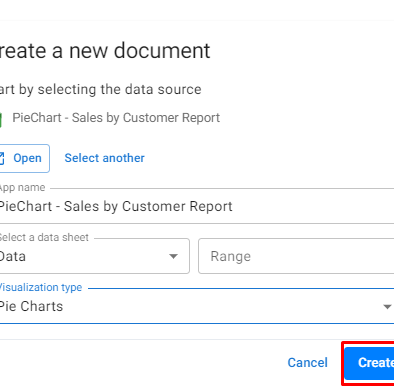 reate a new document
art by selecting the data source
PieChart - Sales by Customer Report
Open Select another
App name
PieChart - Sales by Customer Report
Select a data sheet
Data Range
Visualization type
Pie Charts
Cancel Create